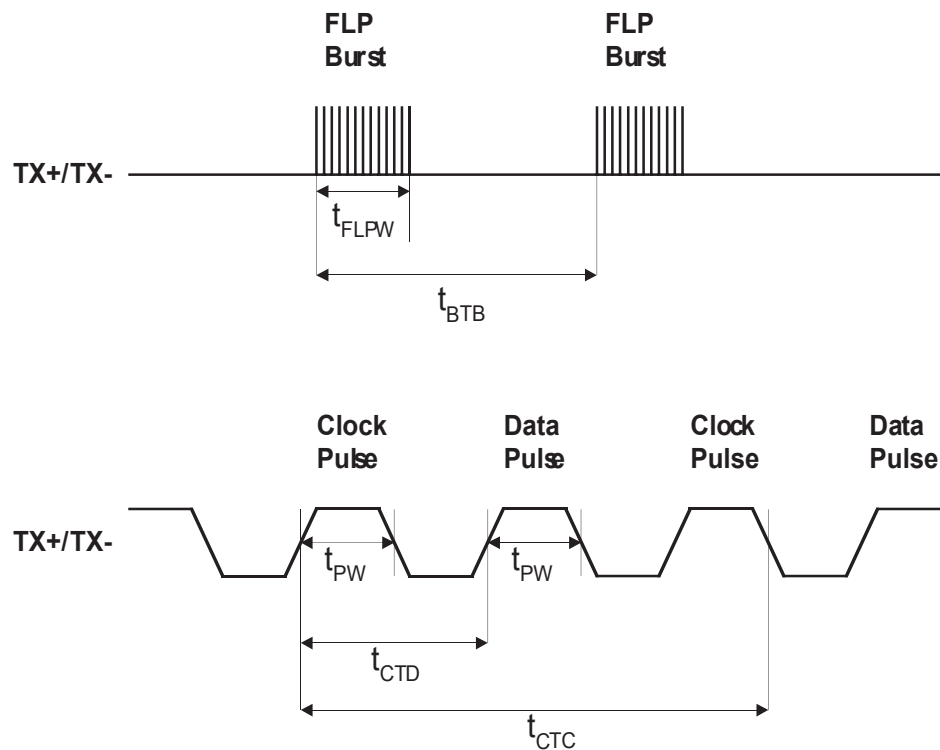 FLP
Burst
FLP
Burst
TX+/TX-
tFLPW
tBTB
Clock
Pulse
Data
Pulse
Clock
Pulse
Data
Pulse
TX+/TX-
tPW
tPW
tCTD
tCTC